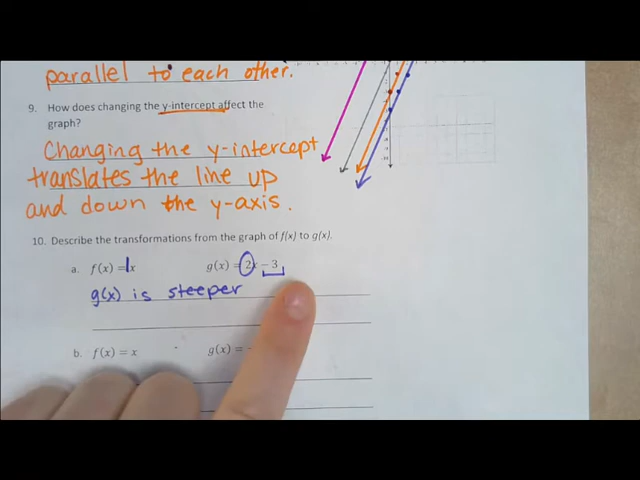 parallel to each other.
9. How does changing the y-intercept affect the
graph?
Changing the y-intercept
translates the line up
and down the y-axis.
10. Describe the transformations from the graph of f(x) to g(x).
a. f(x) = 1x g(x) = 2x - 3
g(x) is steeper
b. f(x) = x g(x) = -